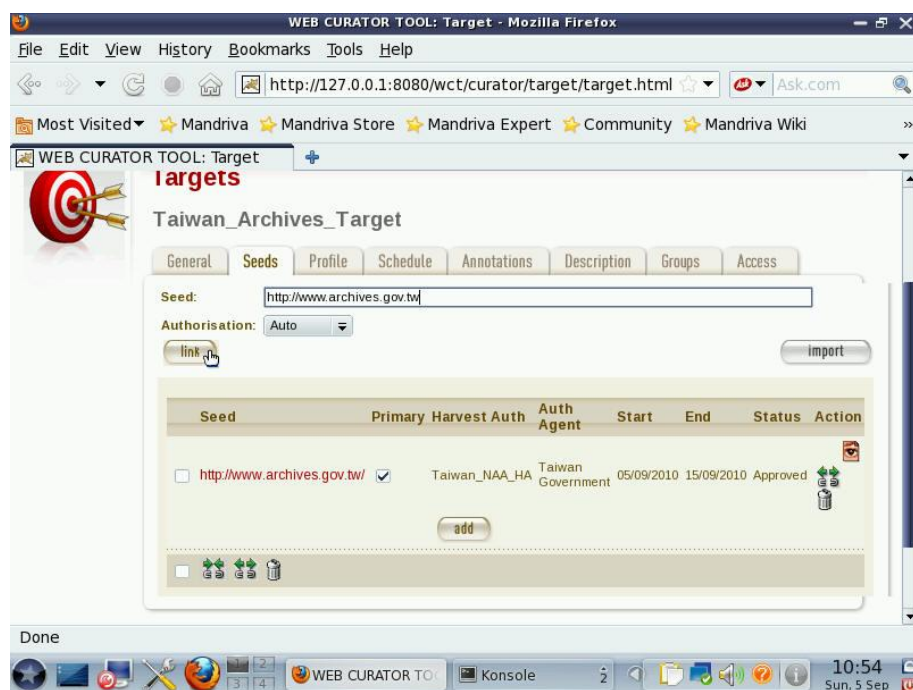 WEB CURATOR TOOL: Target - Mozilla Firefox
File Edit View History Bookmarks Tools Help
http://127.0.0.1:8080/wct/curator/target/target.html Ask.com
Most Visited Mandriva Mandriva Store Mandriva Expert Community Mandriva Wiki »
WEB CURATOR TOOL: Target
Targets
Taiwan_Archives_Target
General Seeds Profile Schedule Annotations Description Groups Access
Seed: http://www.archives.gov.tw
Authorisation: Auto
link import
Seed Primary Harvest Auth Auth Agent Start End Status Action
http://www.archives.gov.tw/ Taiwan_NAA_HA Taiwan Government 05/09/2010 15/09/2010 Approved
add
Done
1 2 3 4 WEB CURATOR TO Konsole 2 10:54
Sun, 5 Sep